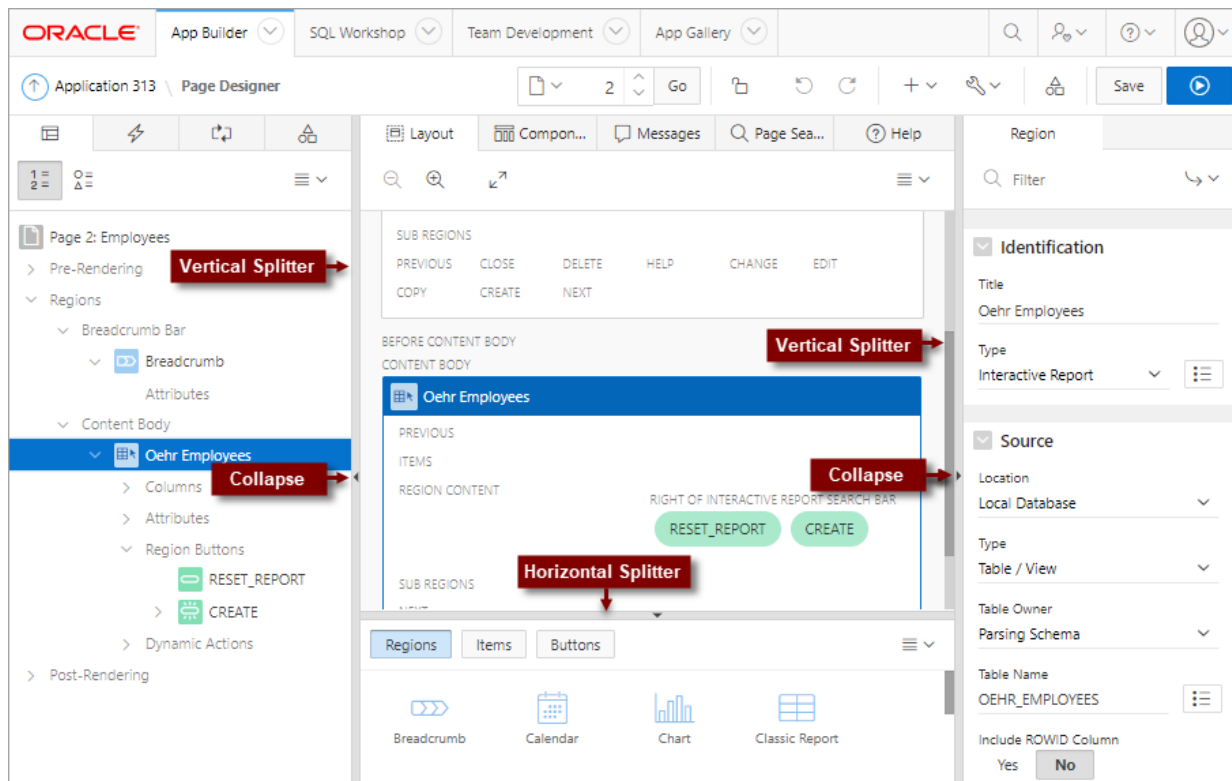 ORACLE App Builder SQL Workshop Team Development App Gallery
Application 313 \ Page Designer 2 Go Save
Layout Compon... Messages Page Sea... Help Region
1 =
2 =
Filter
Page 2: Employees
Pre-Rendering
Regions
Breadcrumb Bar
Breadcrumb
Attributes
Content Body
Oehr Employees
Columns
Attributes
Region Buttons
RESET_REPORT
CREATE
Dynamic Actions
Post-Rendering
Vertical Splitter
Collapse
SUB REGIONS
PREVIOUS CLOSE DELETE HELP CHANGE EDIT
COPY CREATE NEXT
BEFORE CONTENT BODY
CONTENT BODY
Oehr Employees
PREVIOUS
ITEMS
REGION CONTENT
RIGHT OF INTERACTIVE REPORT SEARCH BAR
RESET_REPORT CREATE
SUB REGIONS
NEXT
Vertical Splitter
Collapse
Horizontal Splitter
Regions Items Buttons
Breadcrumb Calendar Chart Classic Report
Identification
Title
Oehr Employees
Type
Interactive Report
Source
Location
Local Database
Type
Table / View
Table Owner
Parsing Schema
Table Name
OEHR_EMPLOYEES
Include ROWID Column
Yes No